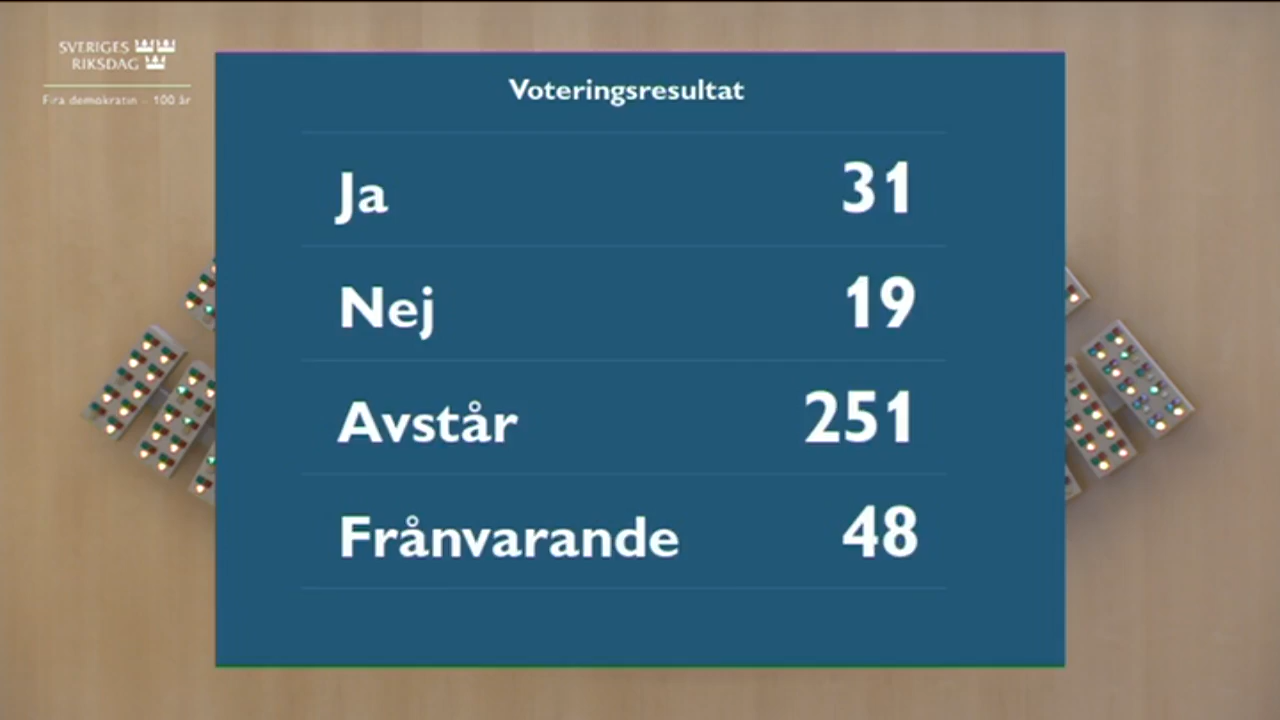 SVERIGES
RIKSDAG
Fira demokratin – 100 år
Voteringsresultat
Ja 31
Nej 19
Avstår 251
Frånvarande 48